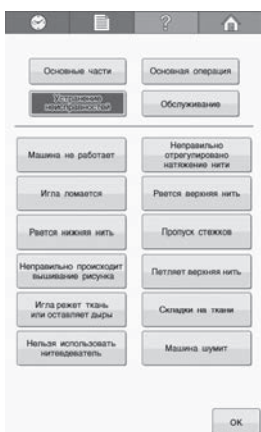 ?
Основные части
Основная операция
Устранение
неисправностей
Обслуживание
Машина не работает
Неправильно
отрегулировано
натяжение нити
Игла ломается
Рвется верхняя нить
Рвется нижняя нить
Пропуск стежков
Неправильно происходит
вышивание рисунка
Петляет верхняя нить
Игла режет ткань
или оставляет дыры
Складки на ткани
Нельзя использовать
нитевдеватель
Машина шумит
OK